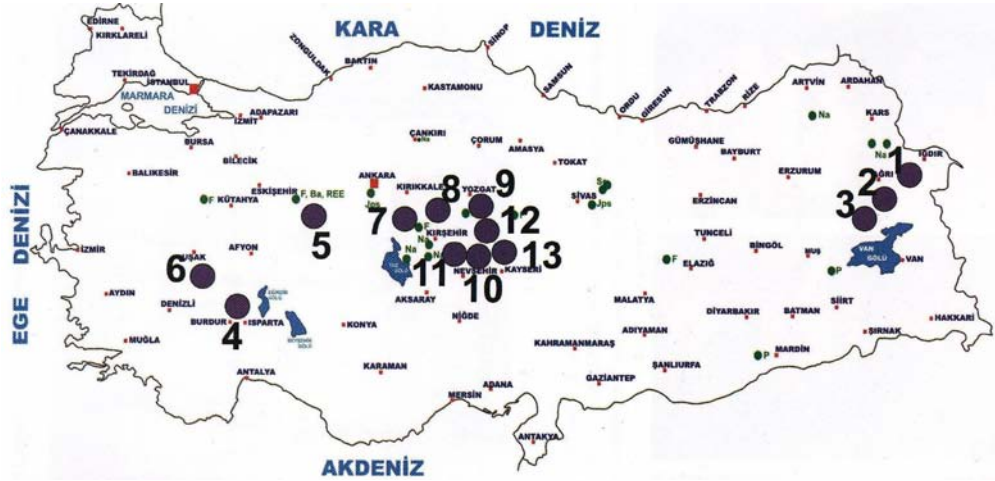 KARA
DENİZ
EDİRNE
KIRKLARELİ
TEKİRDAĞ
İSTANBUL
MARMARA
DENİZİ
ÇANAKKALE
İZMİT
ADAPAZARI
ZONGULDAK
BARTIN
KASTAMONU
SİNOP
SAMSUN
ORDU
GİRESUN
TRABZON
RİZE
ARTVİN
ARDAHAN
KARS
Na
IĞDIR
BURSA
BİLECİK
BALIKESİR
ÇANKIRI
Na
ÇORUM
AMASYA
TOKAT
GÜMÜŞHANE
BAYBURT
ERZURUM
Na
1
AĞRI
2
3
ESKİŞEHİR
F, Ba, REE
F
KÜTAHYA
ANKARA
Jps
KIRIKKALE
YOZGAT
SİVAS
Jps
ERZİNCAN
5
7
8
9
12
F
KIRŞEHİR
Na
Na
TUZ
GÖLÜ
11
10
13
NEVŞEHİR
KAYSERİ
TUNCELİ
BİNGÖL
MUŞ
VAN
GÖLÜ
VAN
EGE DENİZİ
İZMİR
UŞAK
AFYON
6
F
ELAZIĞ
P
AYDIN
DENİZLİ
BURDUR
4
ISPARTA
KONYA
AKSARAY
NİĞDE
MALATYA
DİYARBAKIR
BATMAN
SİİRT
HAKKARİ
ŞIRNAK
MUĞLA
ANTALYA
KARAMAN
KAHRAMANMARAŞ
ADIYAMAN
P
MARDİN
ŞANLIURFA
GAZİANTEP
ADANA
MERSİN
ANTAKYA
AKDENİZ